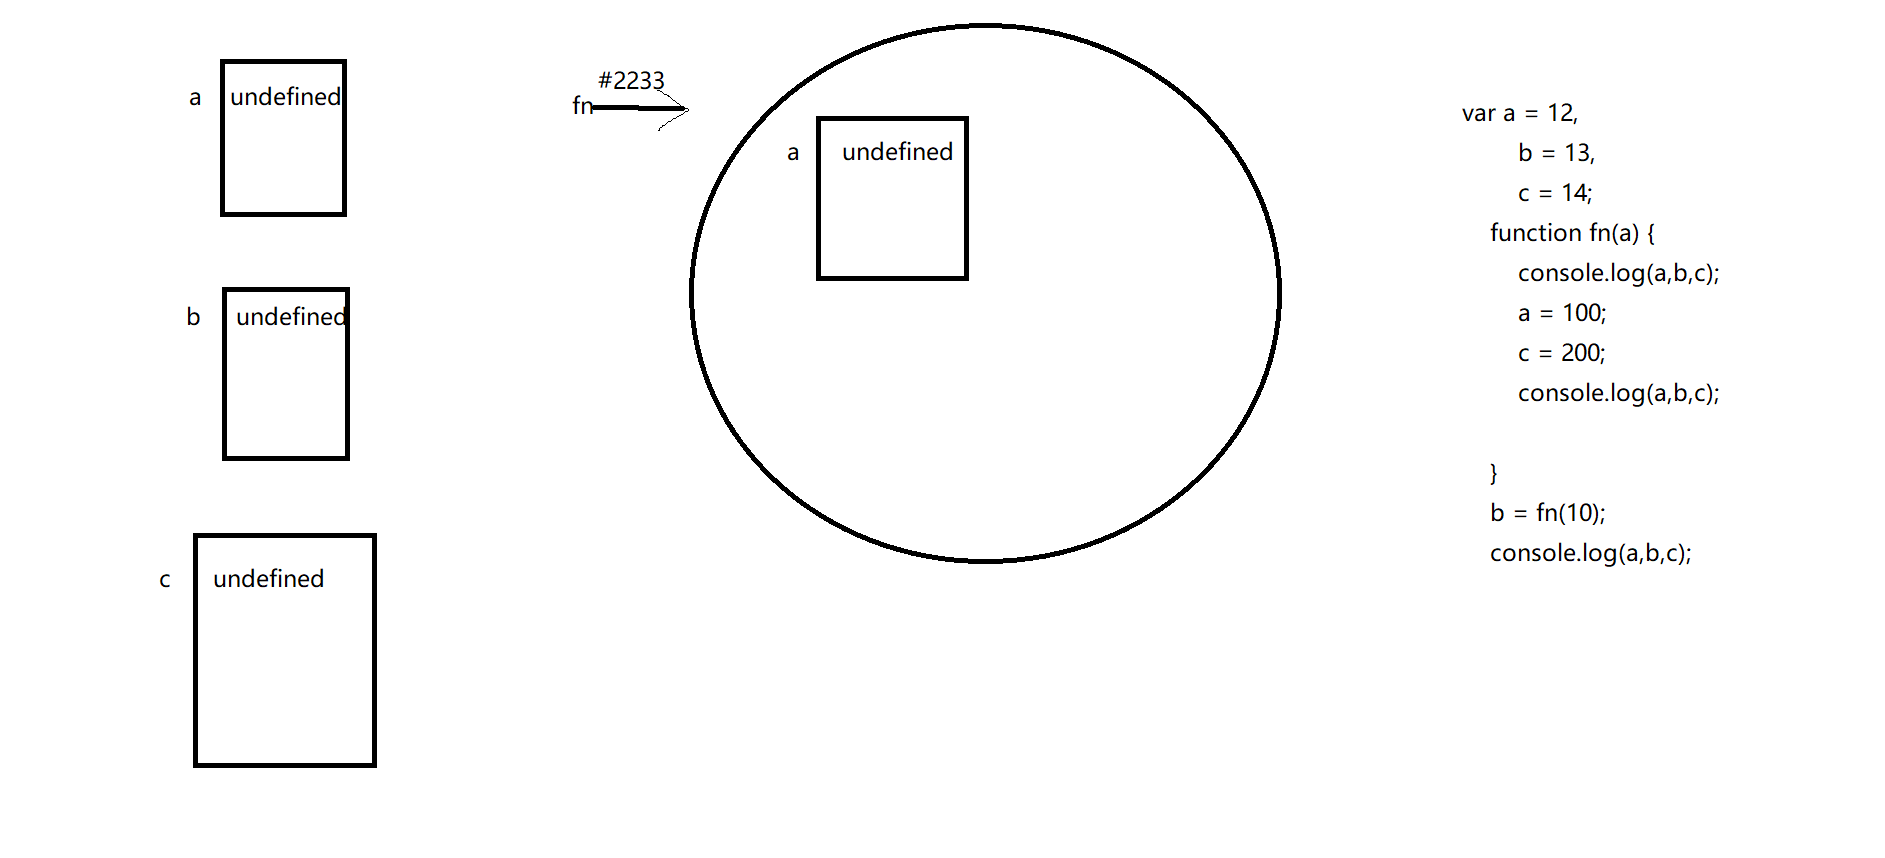 a undefined
b undefined
c undefined
#2233
fn
a undefined
var a = 12,
b = 13,
c = 14;
function fn(a) {
console.log(a,b,c);
a = 100;
c = 200;
console.log(a,b,c);
}
b = fn(10);
console.log(a,b,c);